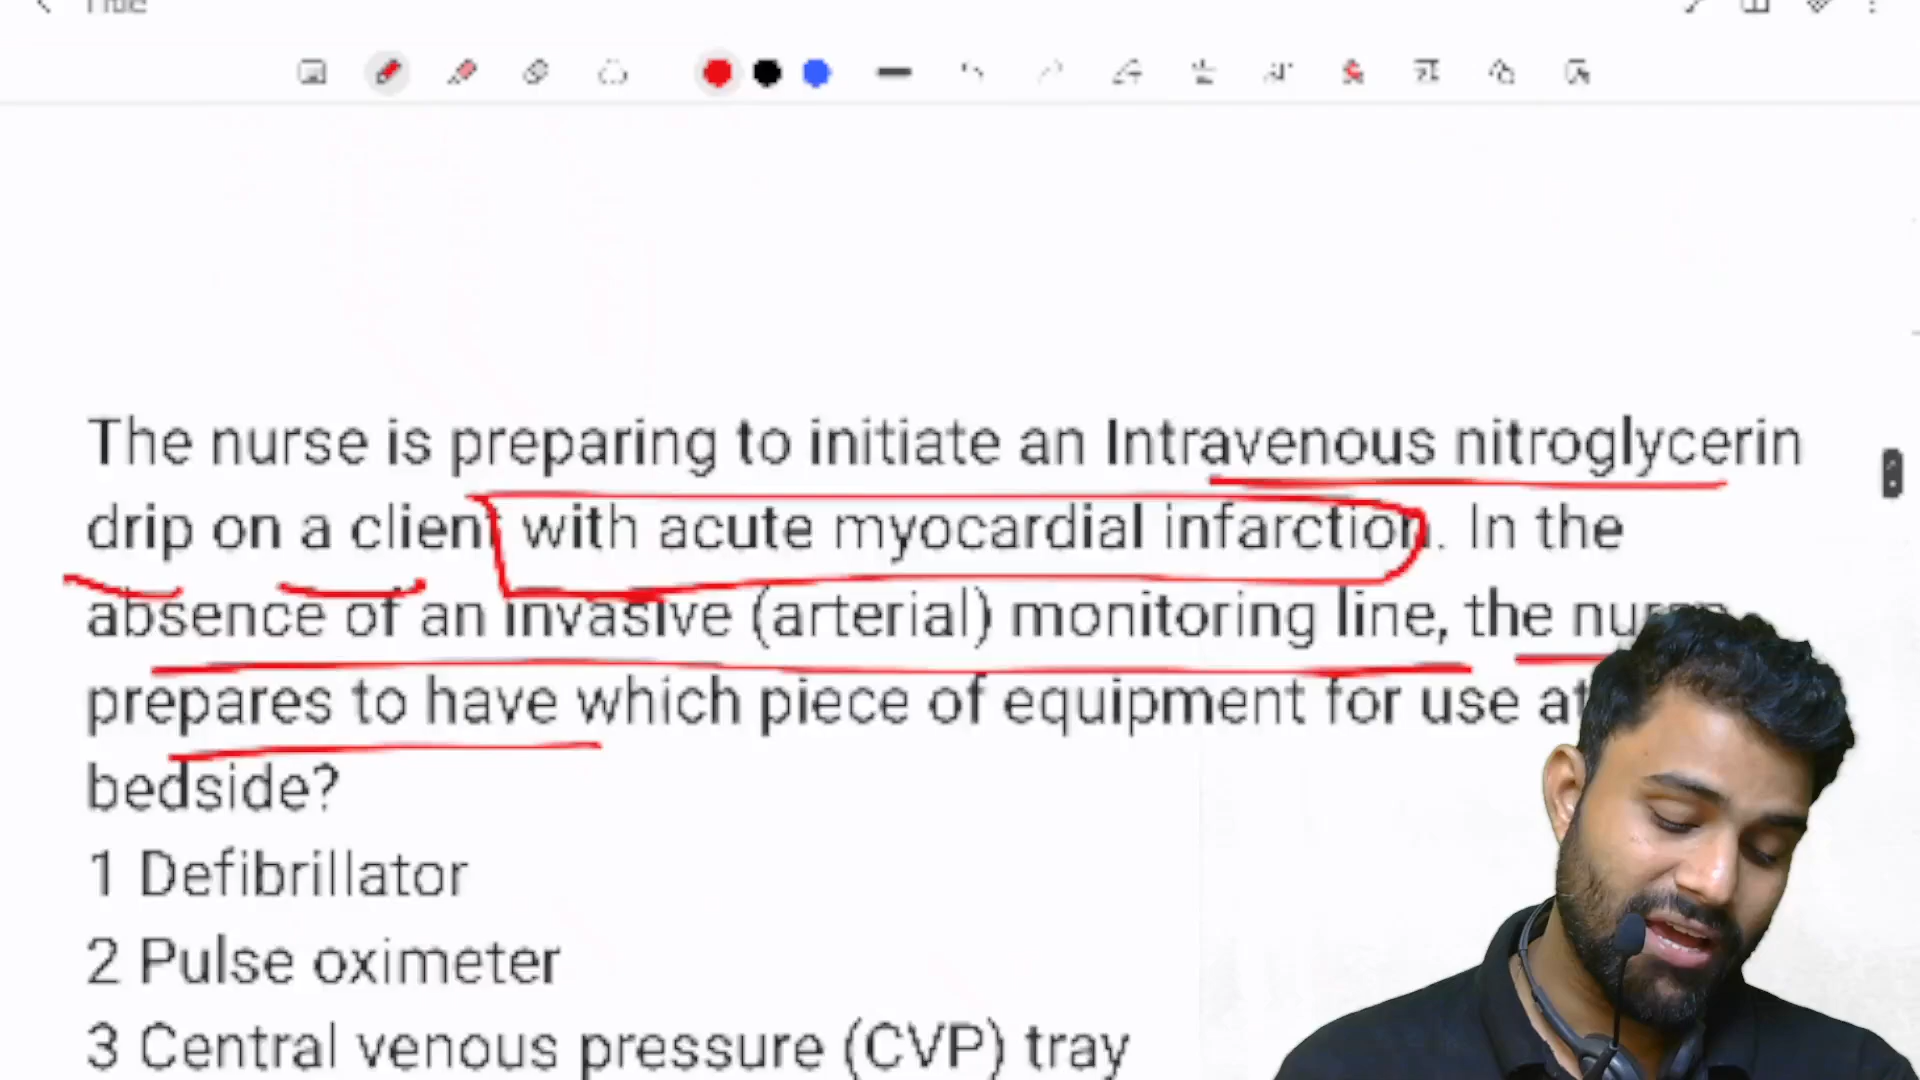 Title
The nurse is preparing to initiate an Intravenous nitroglycerin
drip on a client with acute myocardial infarction. In the
absence of an invasive (arterial) monitoring line, the
prepares to have which piece of equipment for use at
bedside?
1 Defibrillator
2 Pulse oximeter
3 Central venous pressure (CVP) tray